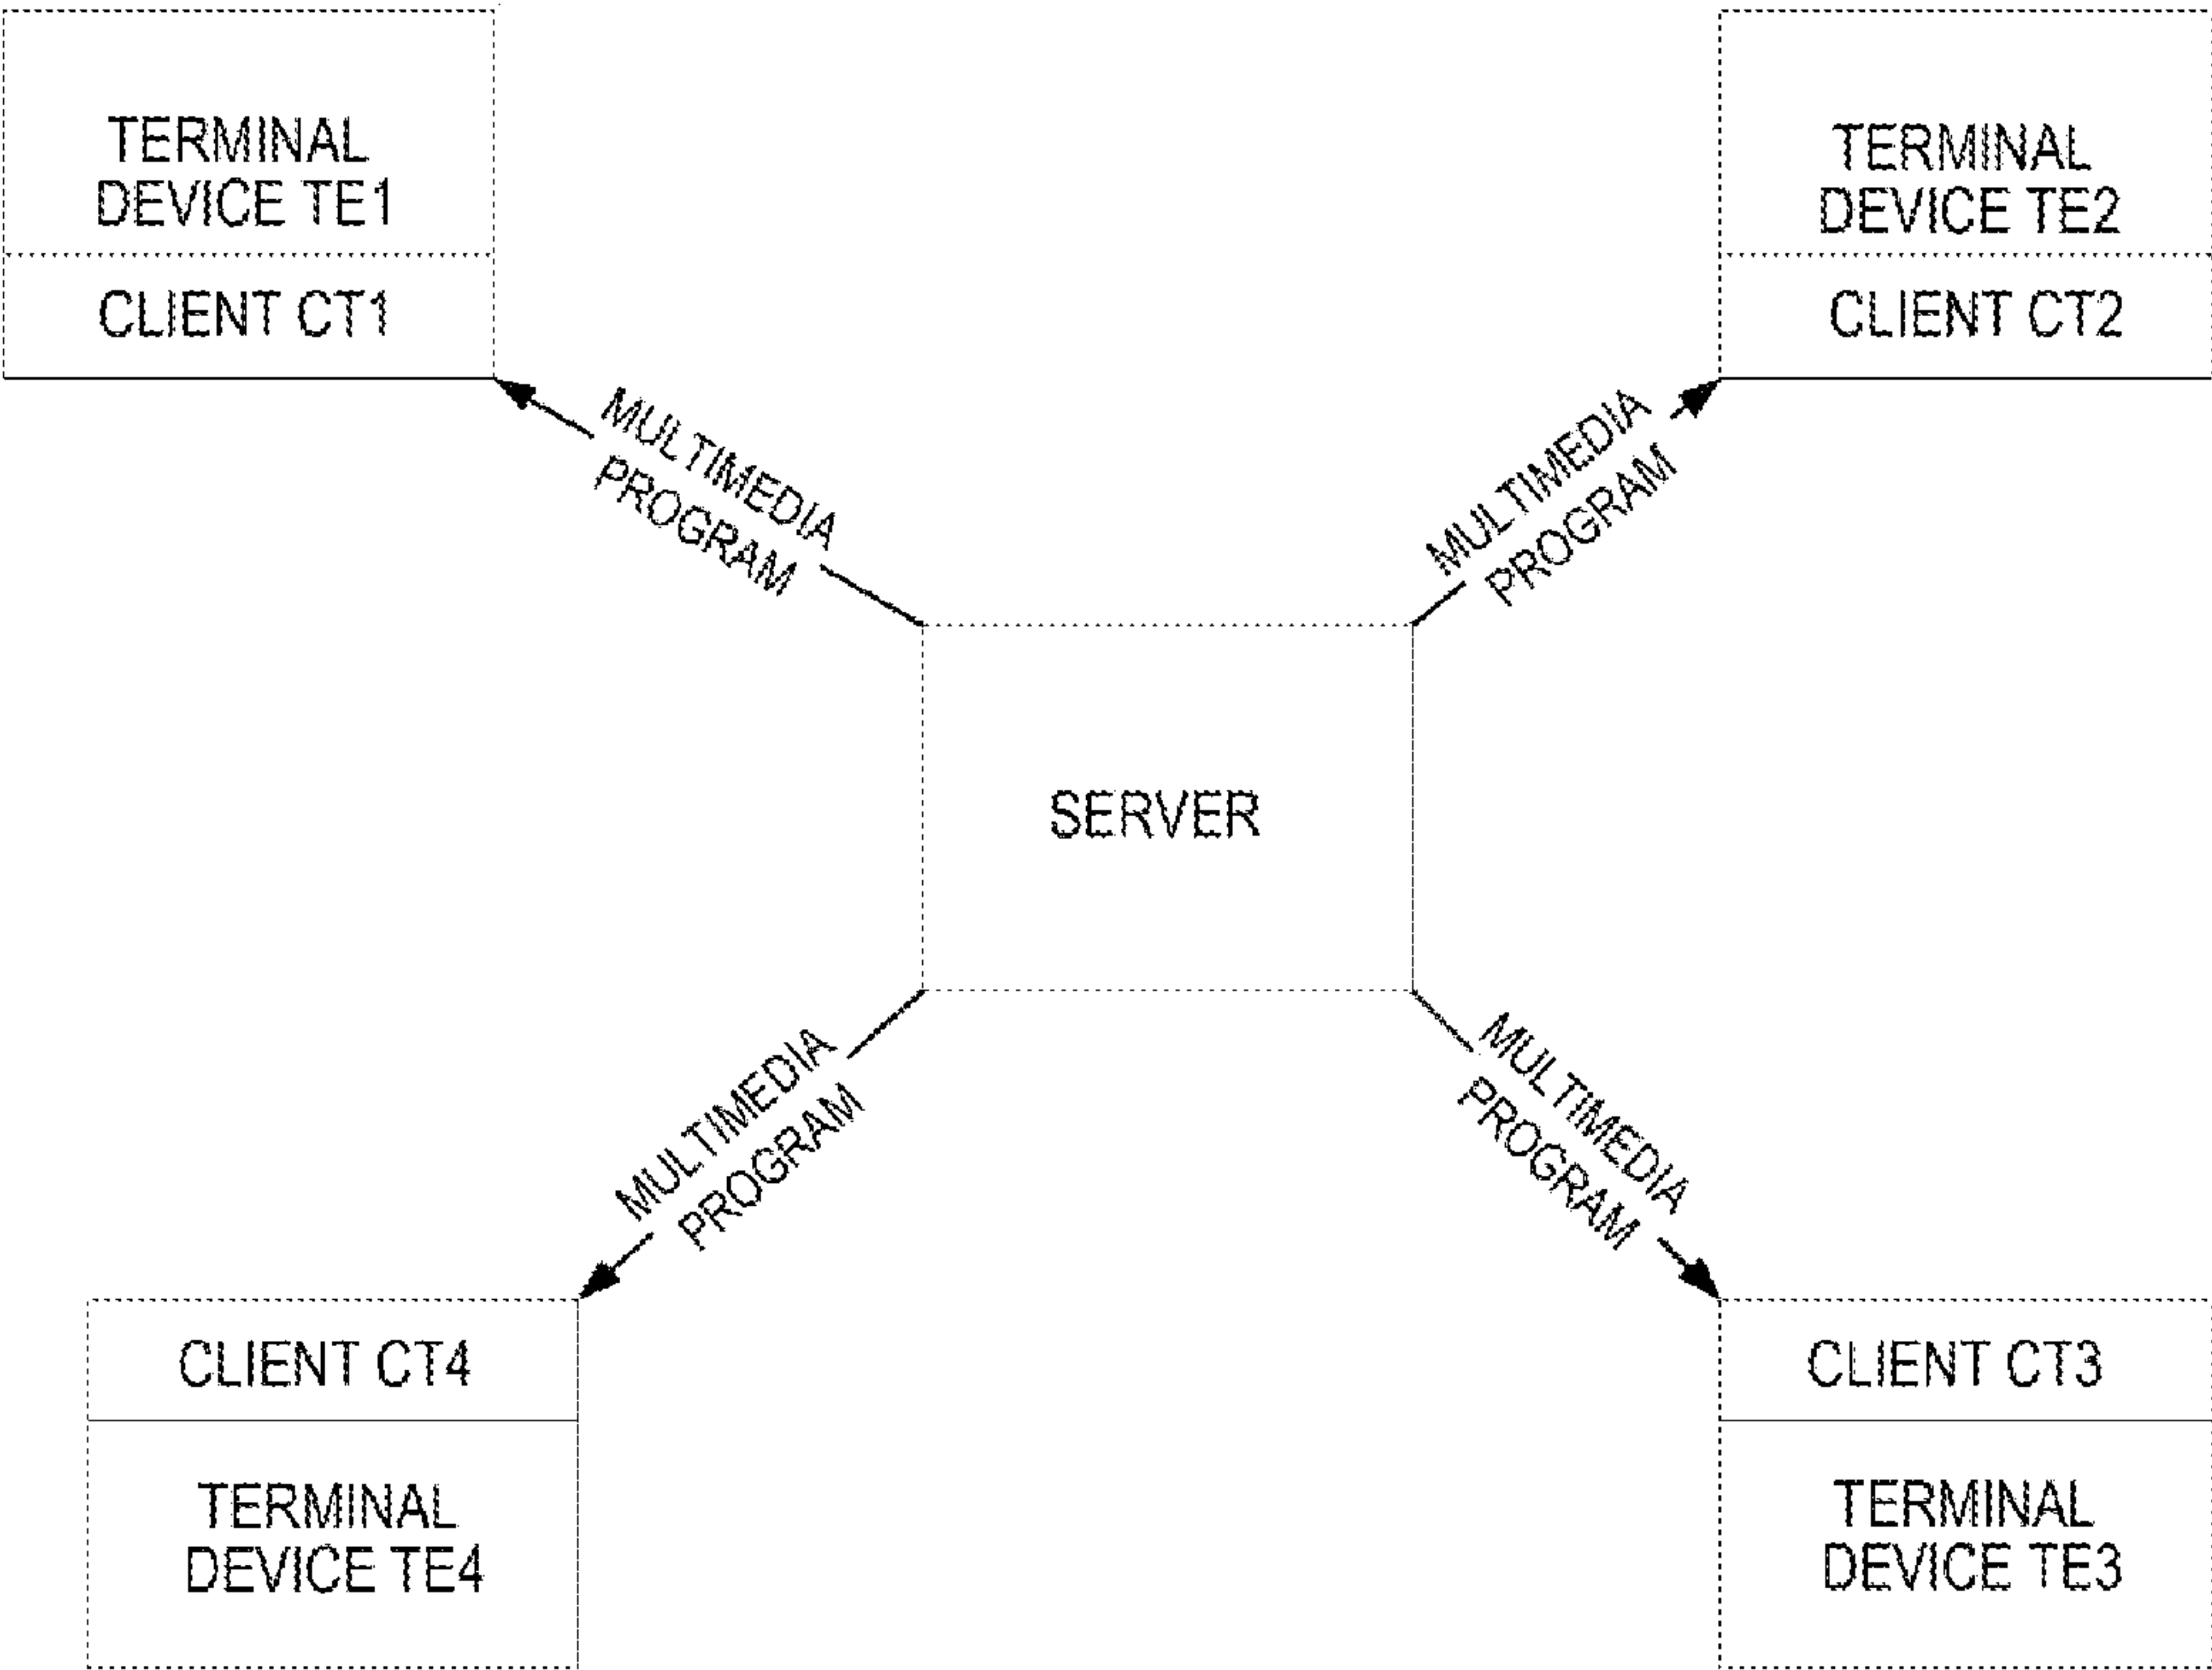 TERMINAL
DEVICE TE1
CLIENT CT1
TERMINAL
DEVICE TE2
CLIENT CT2
MULTIMEDIA
PROGRAM
MULTIMEDIA
PROGRAM
SERVER
MULTIMEDIA
PROGRAM
MULTIMEDIA
PROGRAM
CLIENT CT4
TERMINAL
DEVICE TE4
CLIENT CT3
TERMINAL
DEVICE TE3